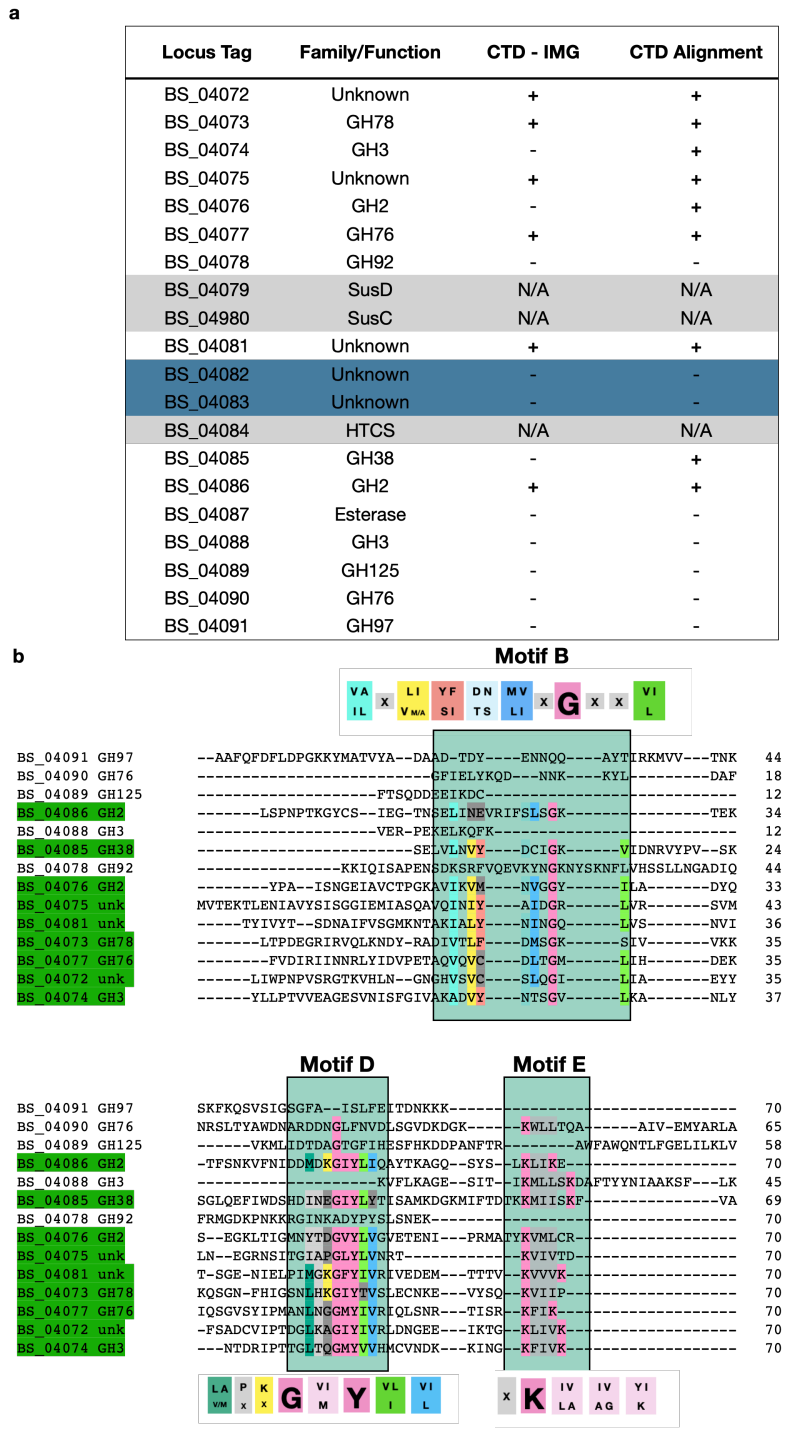 a
Locus Tag Family/Function CTD - IMG CTD Alignment
BS_04072 Unknown + +
BS_04073 GH78 + +
BS_04074 GH3 - +
BS_04075 Unknown + +
BS_04076 GH2 - +
BS_04077 GH76 + +
BS_04078 GH92 - -
BS_04079 SusD N/A N/A
BS_04980 SusC N/A N/A
BS_04081 Unknown + +
BS_04082 Unknown - -
BS_04083 Unknown - -
BS_04084 HTCS N/A N/A
BS_04085 GH38 - +
BS_04086 GH2 + +
BS_04087 Esterase - -
BS_04088 GH3 - -
BS_04089 GH125 - -
BS_04090 GH76 - -
BS_04091 GH97 - -
b
Motif B
V A L I Y F D N M V V I
X X G X X
I L V M/A S I T S L I L
BS_04091 GH97 --AAFQFDFLDPGKKYMATVYA--DAAD-TDY----ENNQQ----AYTIRKMVV---TNK 44
BS_04090 GH76 --------------------------GFIELYKQD---NNK----KYL---------DAF 18
BS_04089 GH125 --------------------FTSQDDEEIKDC---------------------------- 12
BS_04086 GH2 -------LSPNPTKGYCS--IEG-TNSELINEVRIFSLSGK----------------TEK 34
BS_04088 GH3 --------------------VER-PEKELKQFK--------------------------- 12
BS_04085 GH38 ------------------------SELVLNVY----DCIGK------VIDNRVYPV--SK 24
BS_04078 GH92 ----------------KKIQISAPENSDKSRFVQEVKYNGKNYSKNFLVHSSLLNGADIQ 44
BS_04076 GH2 --------YPA--ISNGEIAVCTPGKAVIKVM----NVGGY------ILA-------DYQ 33
BS_04075 unk MVTEKTLENIAVYSISGGIEMIASQAVQINIY----AIDGR------LVR-------SVM 43
BS_04081 unk -----TYIVYT--SDNAIFVSGMKNTAKIALY----NINGQ------LVS-------NVI 36
BS_04073 GH78 -------LTPDEGRIRVQLKNDY-RADIVTLF----DMSGK------SIV-------VKK 35
BS_04077 GH76 --------FVDIRIINNRLYIDVPETAQVQVC----DLTGM------LIH-------DEK 35
BS_04072 unk ------LIWPNPVSRGTKVHLN--GNGHVSVC----SLQGI------LIA-------EYY 35
BS_04074 GH3 ------YLLPTVVEAGESVNISFGIVAKADVY----NTSGV------LKA-------NLY 37
Motif D Motif E
BS_04091 GH97 SKFKQSVSIGSGFA--ISLFEITDNKKK-------------------------------- 70
BS_04090 GH76 NRSLTYAWDNARDDNGLFNVDLSGVDKDGK------KWLLTQA------AIV-EMYARLA 65
BS_04089 GH125 ------VKMLIDTDAGTGFIHESFHKDDPANFTR--------AWFAWQNTLFGELILKLV 58
BS_04086 GH2 -TFSNKVFNIDDMDKGIYLIQAYTKAGQ--SYS--LKLIKE------------------- 70
BS_04088 GH3 --------------------KVFLKAGE---SIT--IKMLLSKDAFTYYNIAAKSF--LK 45
BS_04085 GH38 SGLQEFIWDSHDINEGIYLYTISAMKDGKMIFTDTKKMIISKF--------------VA 69
BS_04078 GH92 FRMGDKPNKKRGINKADYPYSLSNEK---------------------------------- 70
BS_04076 GH2 S--EGKLTIGMNYTDGVYLVGVETENI--PRMATYKVMLCR------------------- 70
BS_04075 unk LN--EGRNSITGIAPGLYLVNRT-------------KVIVTD------------------ 70
BS_04081 unk T-SGE-NIELPIMGKGFYIVRIVEDEM--TTTV--KVVVK-------------------- 70
BS_04073 GH78 KQSGN-FHIGSNLHKGIYTVSLECNKE--VYSQ--KVIIP-------------------- 70
BS_04077 GH76 IQSGVSYIPMANLNGGMYIVRIQLSNR--TISR--KFIK--------------------- 70
BS_04072 unk -FSADCVIPTDGLKAGIYIVRLDNGEE---IKTG--KLIVK------------------- 70
BS_04074 GH3 ---NTDRIPTTGLTQGMYVVHMCVNDK---KING--KFIVK------------------- 70
L A P K V I V L V I I V I V Y I
G Y X K
V/M X X M I L L A A G K